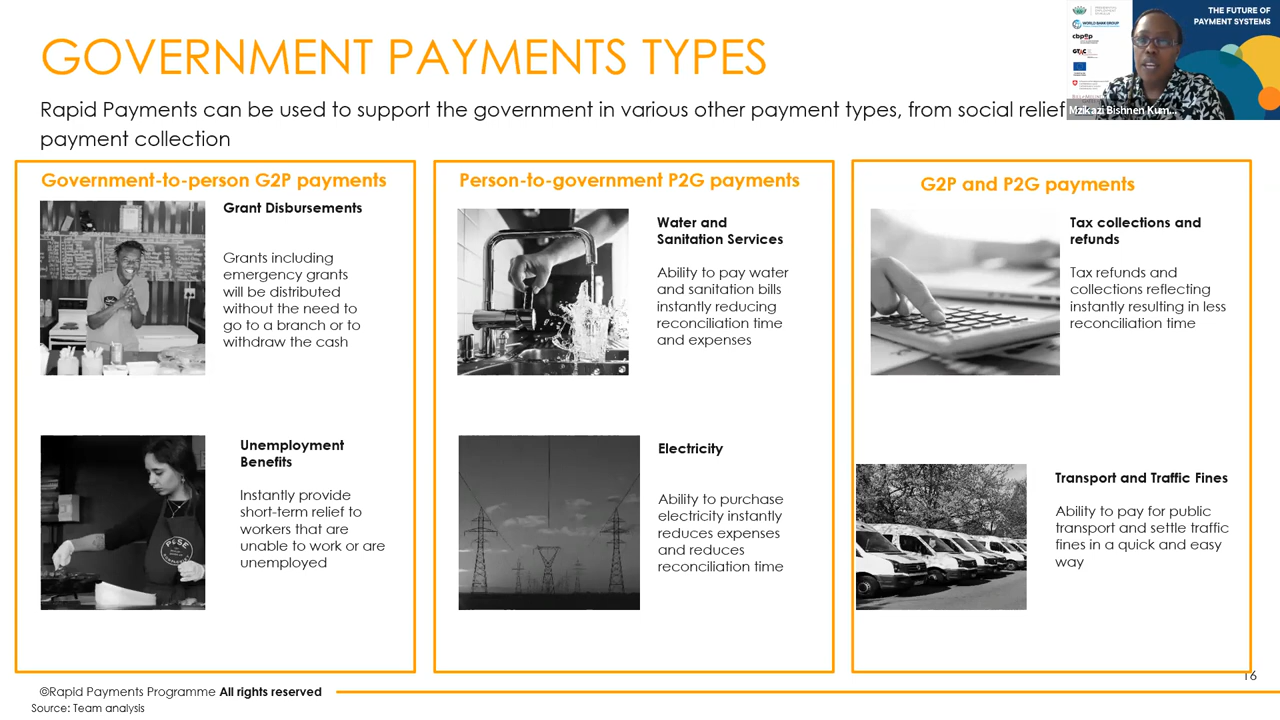 GOVERNMENT PAYMENTS TYPES
THE FUTURE OF
PAYMENT SYSTEMS
WORLD BANK GROUP
cbpep
GTAC
Mzikazi Bishnen Kum...
Rapid Payments can be used to support the government in various other payment types, from social relief
payment collection
Government-to-person G2P payments
Grant Disbursements
Grants including
emergency grants
will be distributed
without the need to
go to a branch or to
withdraw the cash
Unemployment
Benefits
Instantly provide
short-term relief to
workers that are
unable to work or are
unemployed
Person-to-government P2G payments
Water and
Sanitation Services
Ability to pay water
and sanitation bills
instantly reducing
reconciliation time
and expenses
Electricity
Ability to purchase
electricity instantly
reduces expenses
and reduces
reconciliation time
G2P and P2G payments
Tax collections and
refunds
Tax refunds and
collections reflecting
instantly resulting in less
reconciliation time
Transport and Traffic Fines
Ability to pay for public
transport and settle traffic
fines in a quick and easy
way
16
©Rapid Payments Programme All rights reserved
Source: Team analysis